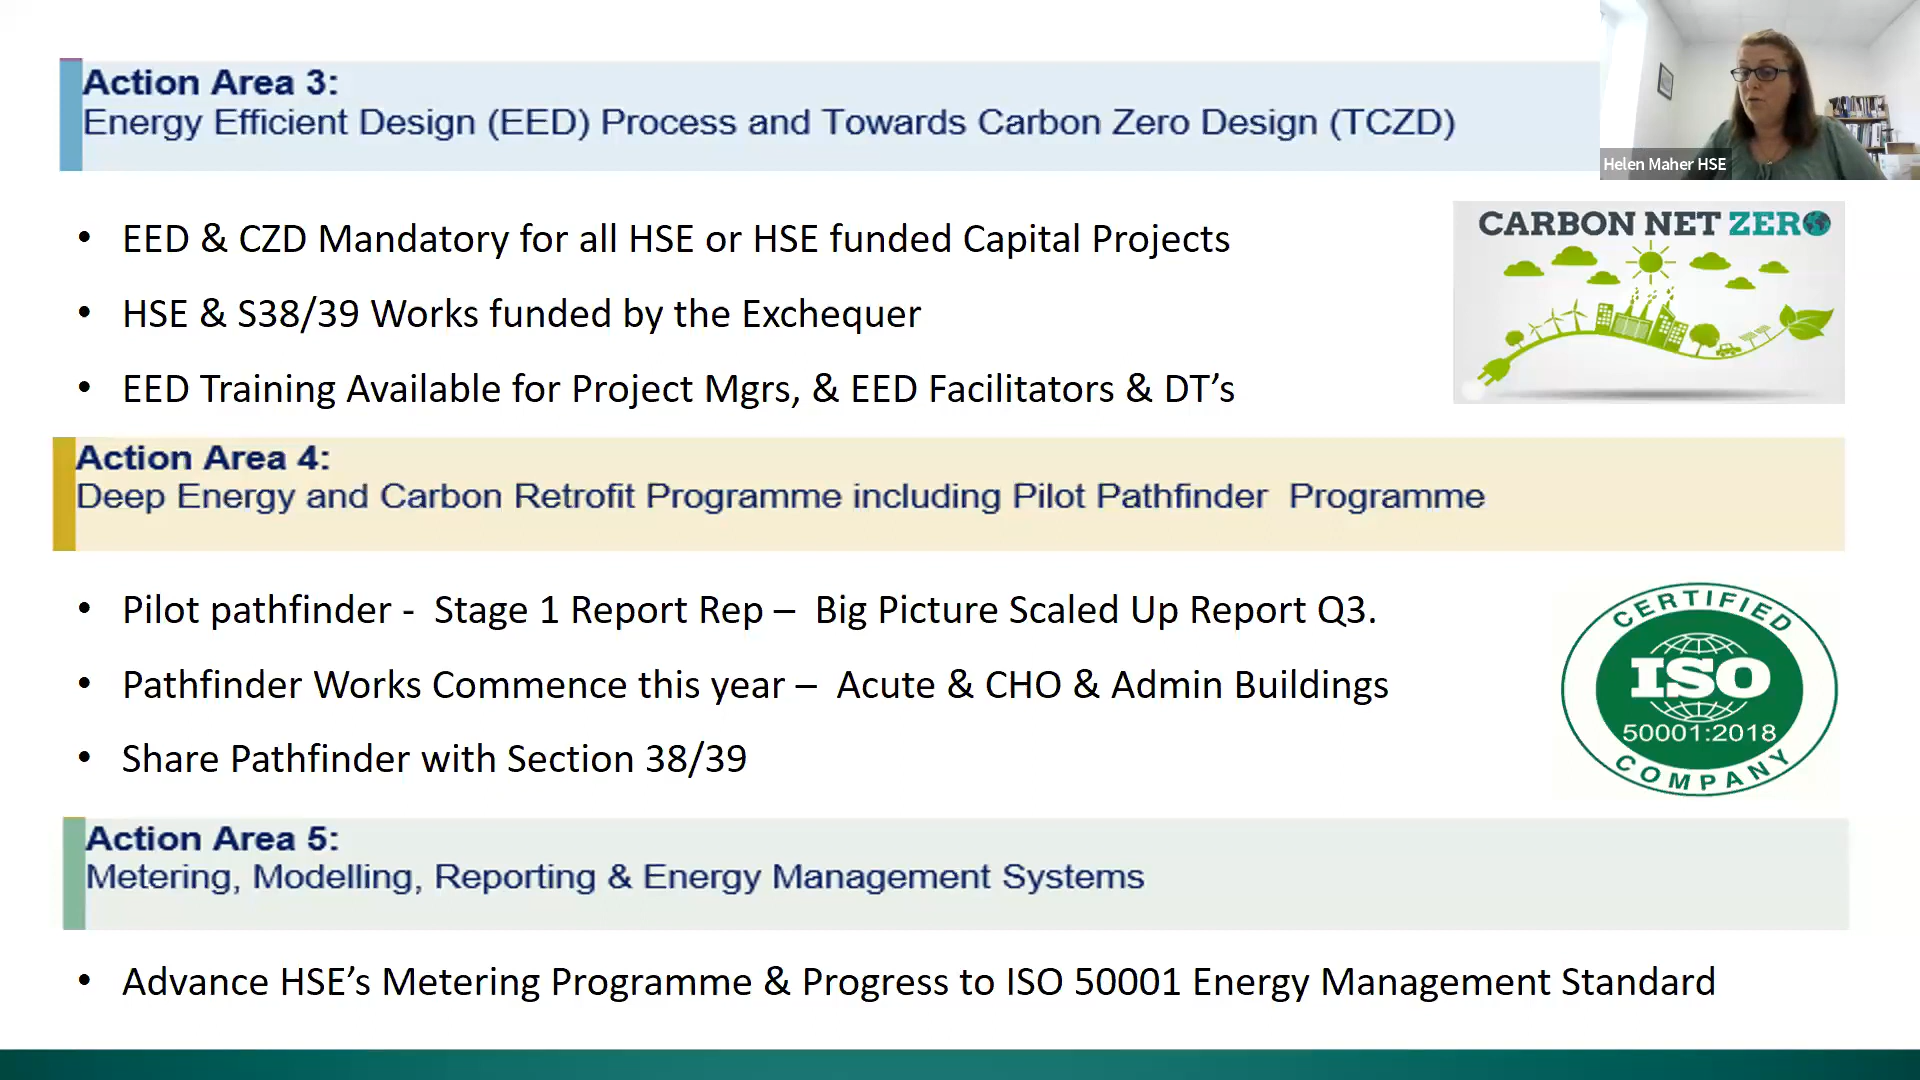 Action Area 3:
Energy Efficient Design (EED) Process and Towards Carbon Zero Design (TCZD)
Helen Maher HSE
• EED & CZD Mandatory for all HSE or HSE funded Capital Projects
• HSE & S38/39 Works funded by the Exchequer
• EED Training Available for Project Mgrs, & EED Facilitators & DT’s
CARBON NET ZERO
Action Area 4:
Deep Energy and Carbon Retrofit Programme including Pilot Pathfinder Programme
• Pilot pathfinder - Stage 1 Report Rep – Big Picture Scaled Up Report Q3.
• Pathfinder Works Commence this year – Acute & CHO & Admin Buildings
• Share Pathfinder with Section 38/39
CERTIFIED
ISO
50001:2018
COMPANY
Action Area 5:
Metering, Modelling, Reporting & Energy Management Systems
• Advance HSE’s Metering Programme & Progress to ISO 50001 Energy Management Standard